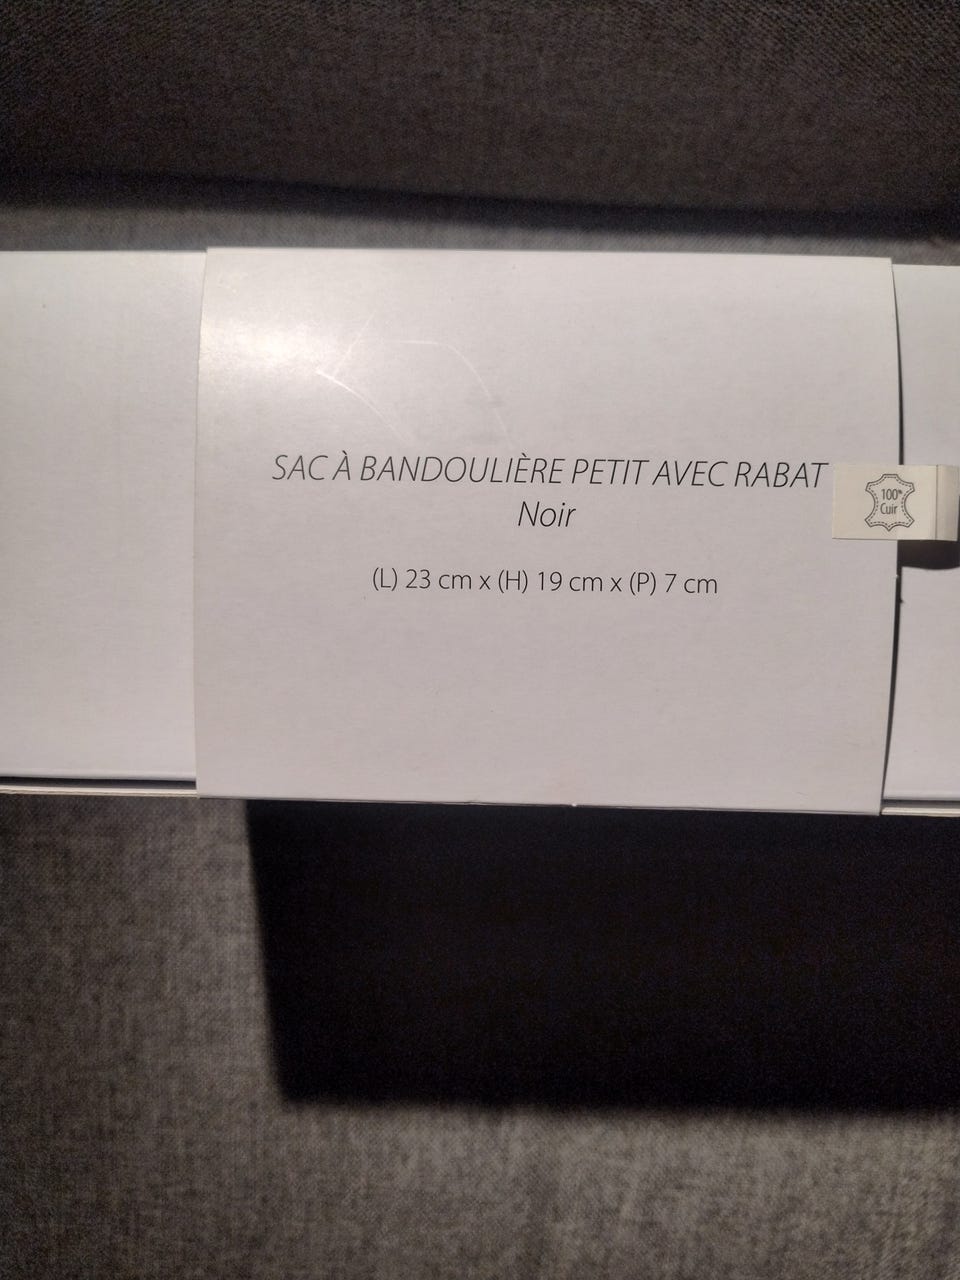 SAC À BANDOULIÈRE PETIT AVEC RABAT
Noir
(L) 23 cm x (H) 19 cm x (P) 7 cm
100%
Cuir